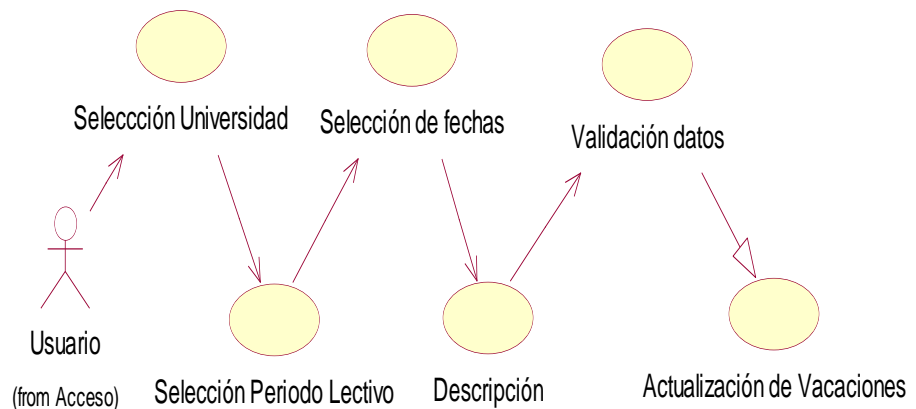 Seleccción Universidad
Selección de fechas
Validación datos
Usuario
(from Acceso)
Selección Periodo Lectivo
Descripción
Actualización de Vacaciones